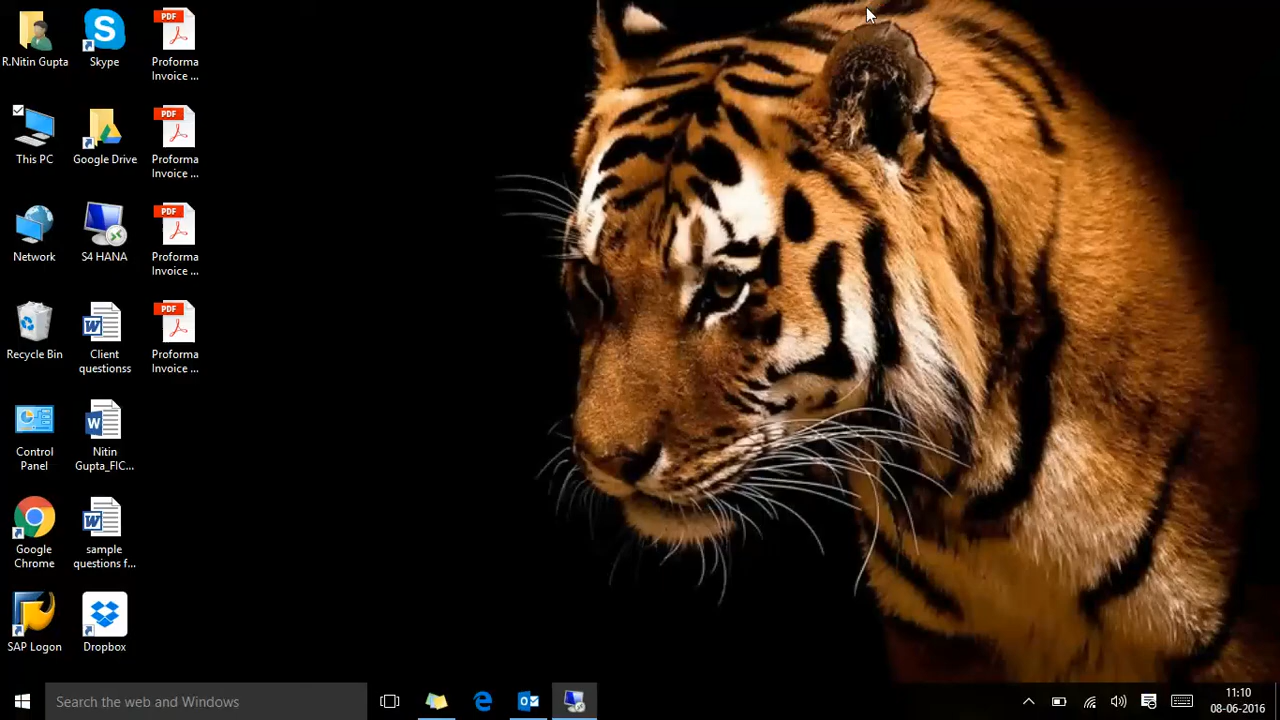 R.Nitin Gupta
Skype
PDF
Proforma
Invoice ...
This PC
Google Drive
PDF
Proforma
Invoice ...
Network
S4 HANA
PDF
Proforma
Invoice ...
Recycle Bin
Client
questionss
PDF
Proforma
Invoice ...
Control
Panel
Nitin
Gupta_FIC...
Google
Chrome
sample
questions f...
SAP Logon
Dropbox
Search the web and Windows
11:10
08-06-2016